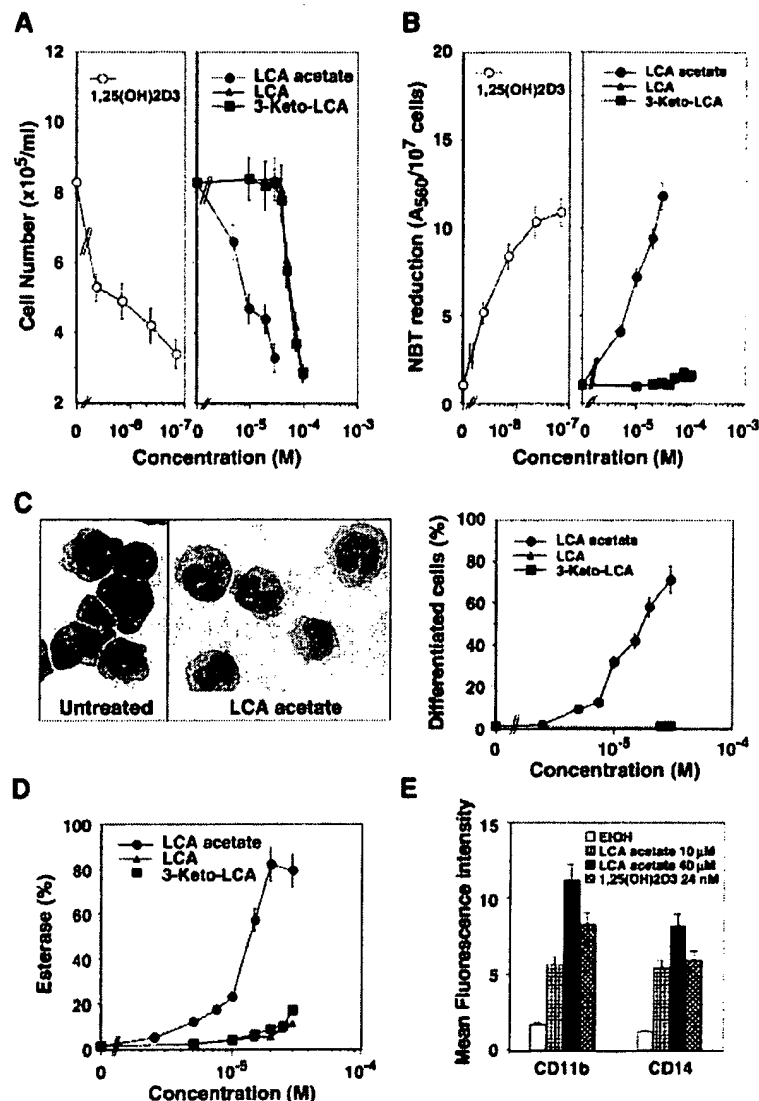 A
Cell Number (x10⁵/ml)
12
10
8
6
4
2
1,25(OH)2D3
LCA acetate
LCA
3-Keto-LCA
0
10⁻⁸
10⁻⁷
0
10⁻⁵
10⁻⁴
10⁻³
Concentration (M)
B
NBT reduction (A₅₆₀/10⁷ cells)
20
15
10
5
0
1,25(OH)2D3
LCA acetate
LCA
3-Keto-LCA
0
10⁻⁸
10⁻⁷
0
10⁻⁵
10⁻⁴
10⁻³
Concentration (M)
C
Untreated
LCA acetate
Differentiated cells (%)
100
80
60
40
20
0
LCA acetate
LCA
3-Keto-LCA
0
10⁻⁵
10⁻⁴
Concentration (M)
D
Esterase (%)
100
80
60
40
20
0
LCA acetate
LCA
3-Keto-LCA
0
10⁻⁵
10⁻⁴
Concentration (M)
E
Mean Fluorescence intensity
15
10
5
0
EtOH
LCA acetate 10 µM
LCA acetate 40 µM
1,25(OH)2D3 24 nM
CD11b
CD14